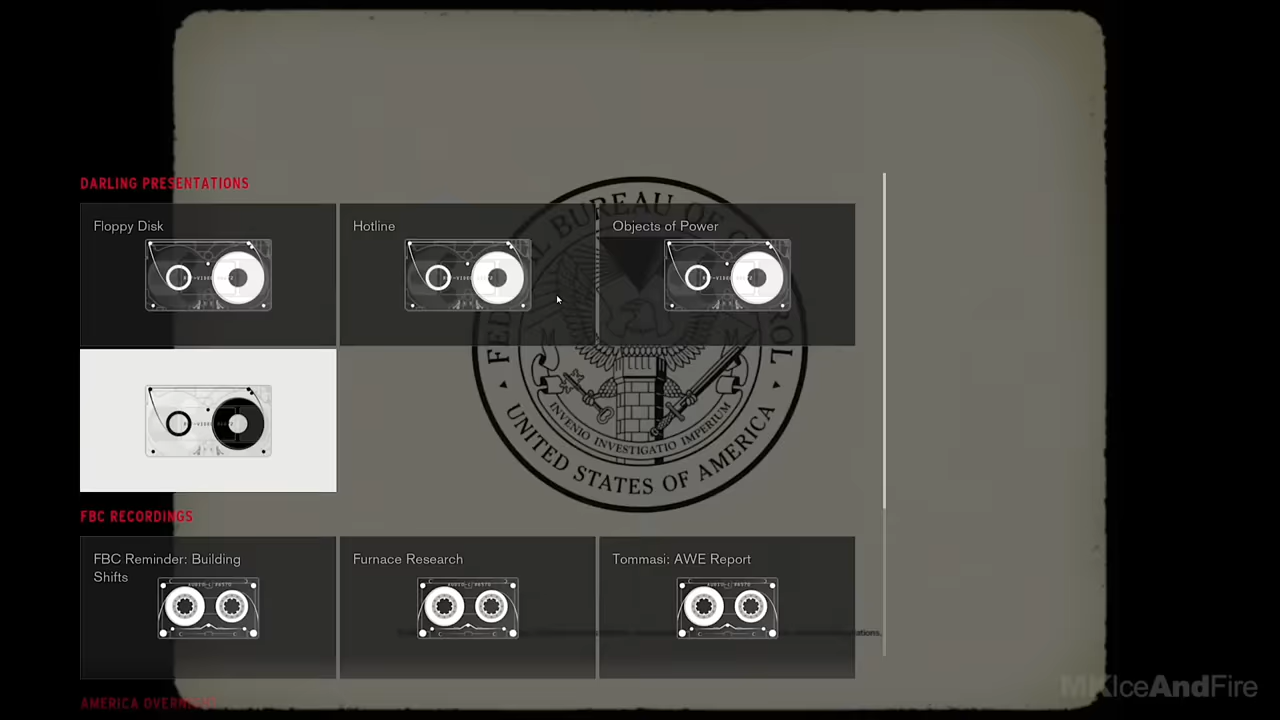 DARLING PRESENTATIONS
Floppy Disk
Hotline
Objects of Power
FEDERAL BUREAU OF CONTROL
INVENIO INVESTIGATIO IMPERIUM
UNITED STATES OF AMERICA
FBC RECORDINGS
FBC Reminder: Building
Shifts
Furnace Research
Tommasi: AWE Report
MKIceAndFire